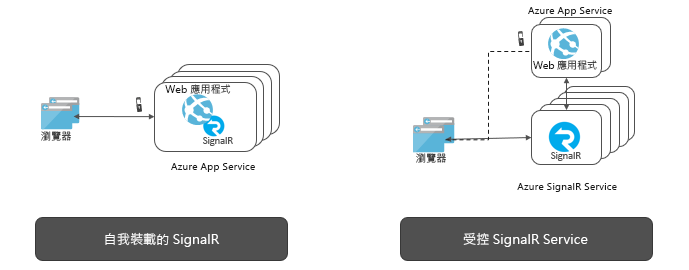 Web 應用程式
SignalR
瀏覽器
Azure App Service
自我裝載的 SignalR
Azure App Service
Web 應用程式
SignalR
瀏覽器
Azure SignalR Service
受控 SignalR Service